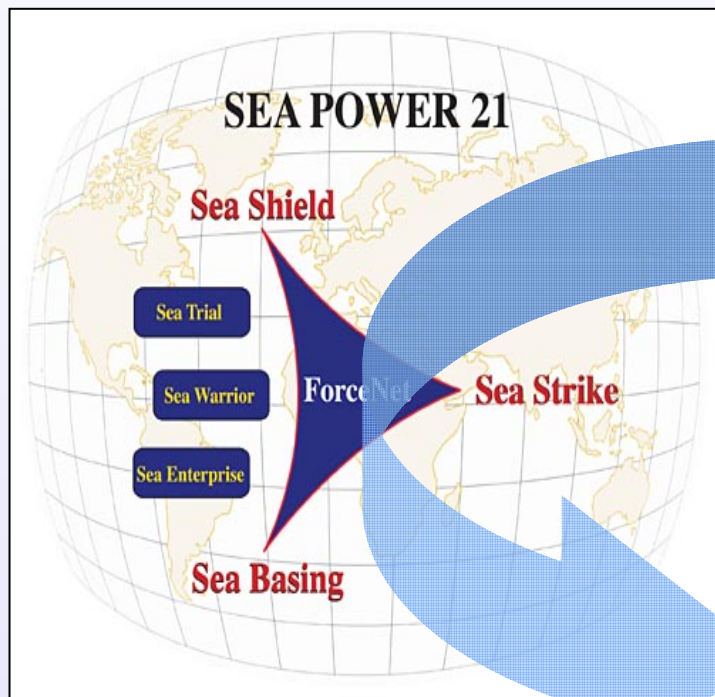 SEA POWER 21
Sea Shield
Sea Trial
Sea Warrior
ForceNet
Sea Strike
Sea Enterprise
Sea Basing